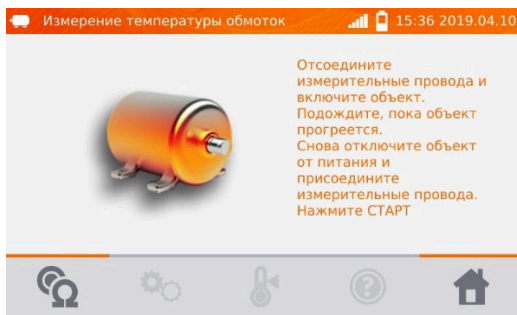 Измерение температуры обмоток 15:36 2019.04.10
Отсоедините
измерительные провода и
включите объект.
Подождите, пока объект
прогреется.
Снова отключите объект
от питания и
присоедините
измерительные провода.
Нажмите СТАРТ